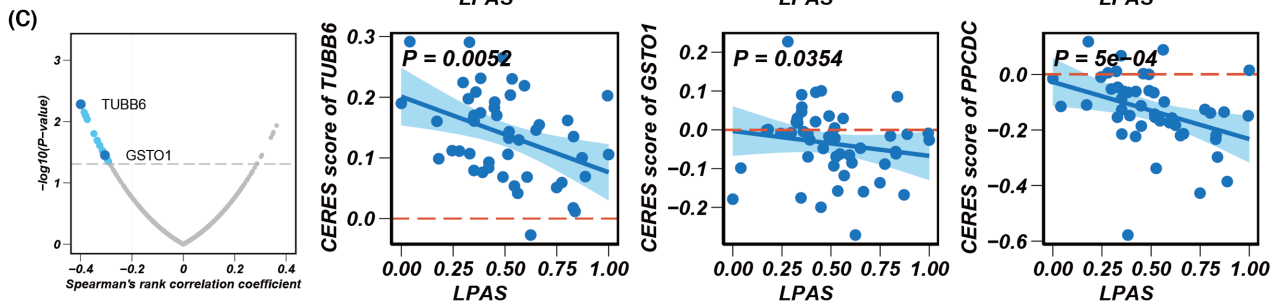 LPAS
LPAS
LPAS
(C)
−log10(P−value)
3
2
1
0
TUBB6
GSTO1
−0.4
−0.2
0
0.2
0.4
Spearman's rank correlation coefficient
CERES score of TUBB6
0.3
0.2
0.1
0.0
P = 0.0052
0.00 0.25 0.50 0.75 1.00
LPAS
CERES score of GSTO1
0.2
0.1
0.0
−0.1
−0.2
P = 0.0354
0.00 0.25 0.50 0.75 1.00
LPAS
CERES score of PPCDC
0.0
−0.2
−0.4
−0.6
P = 5e−04
0.00 0.25 0.50 0.75 1.00
LPAS